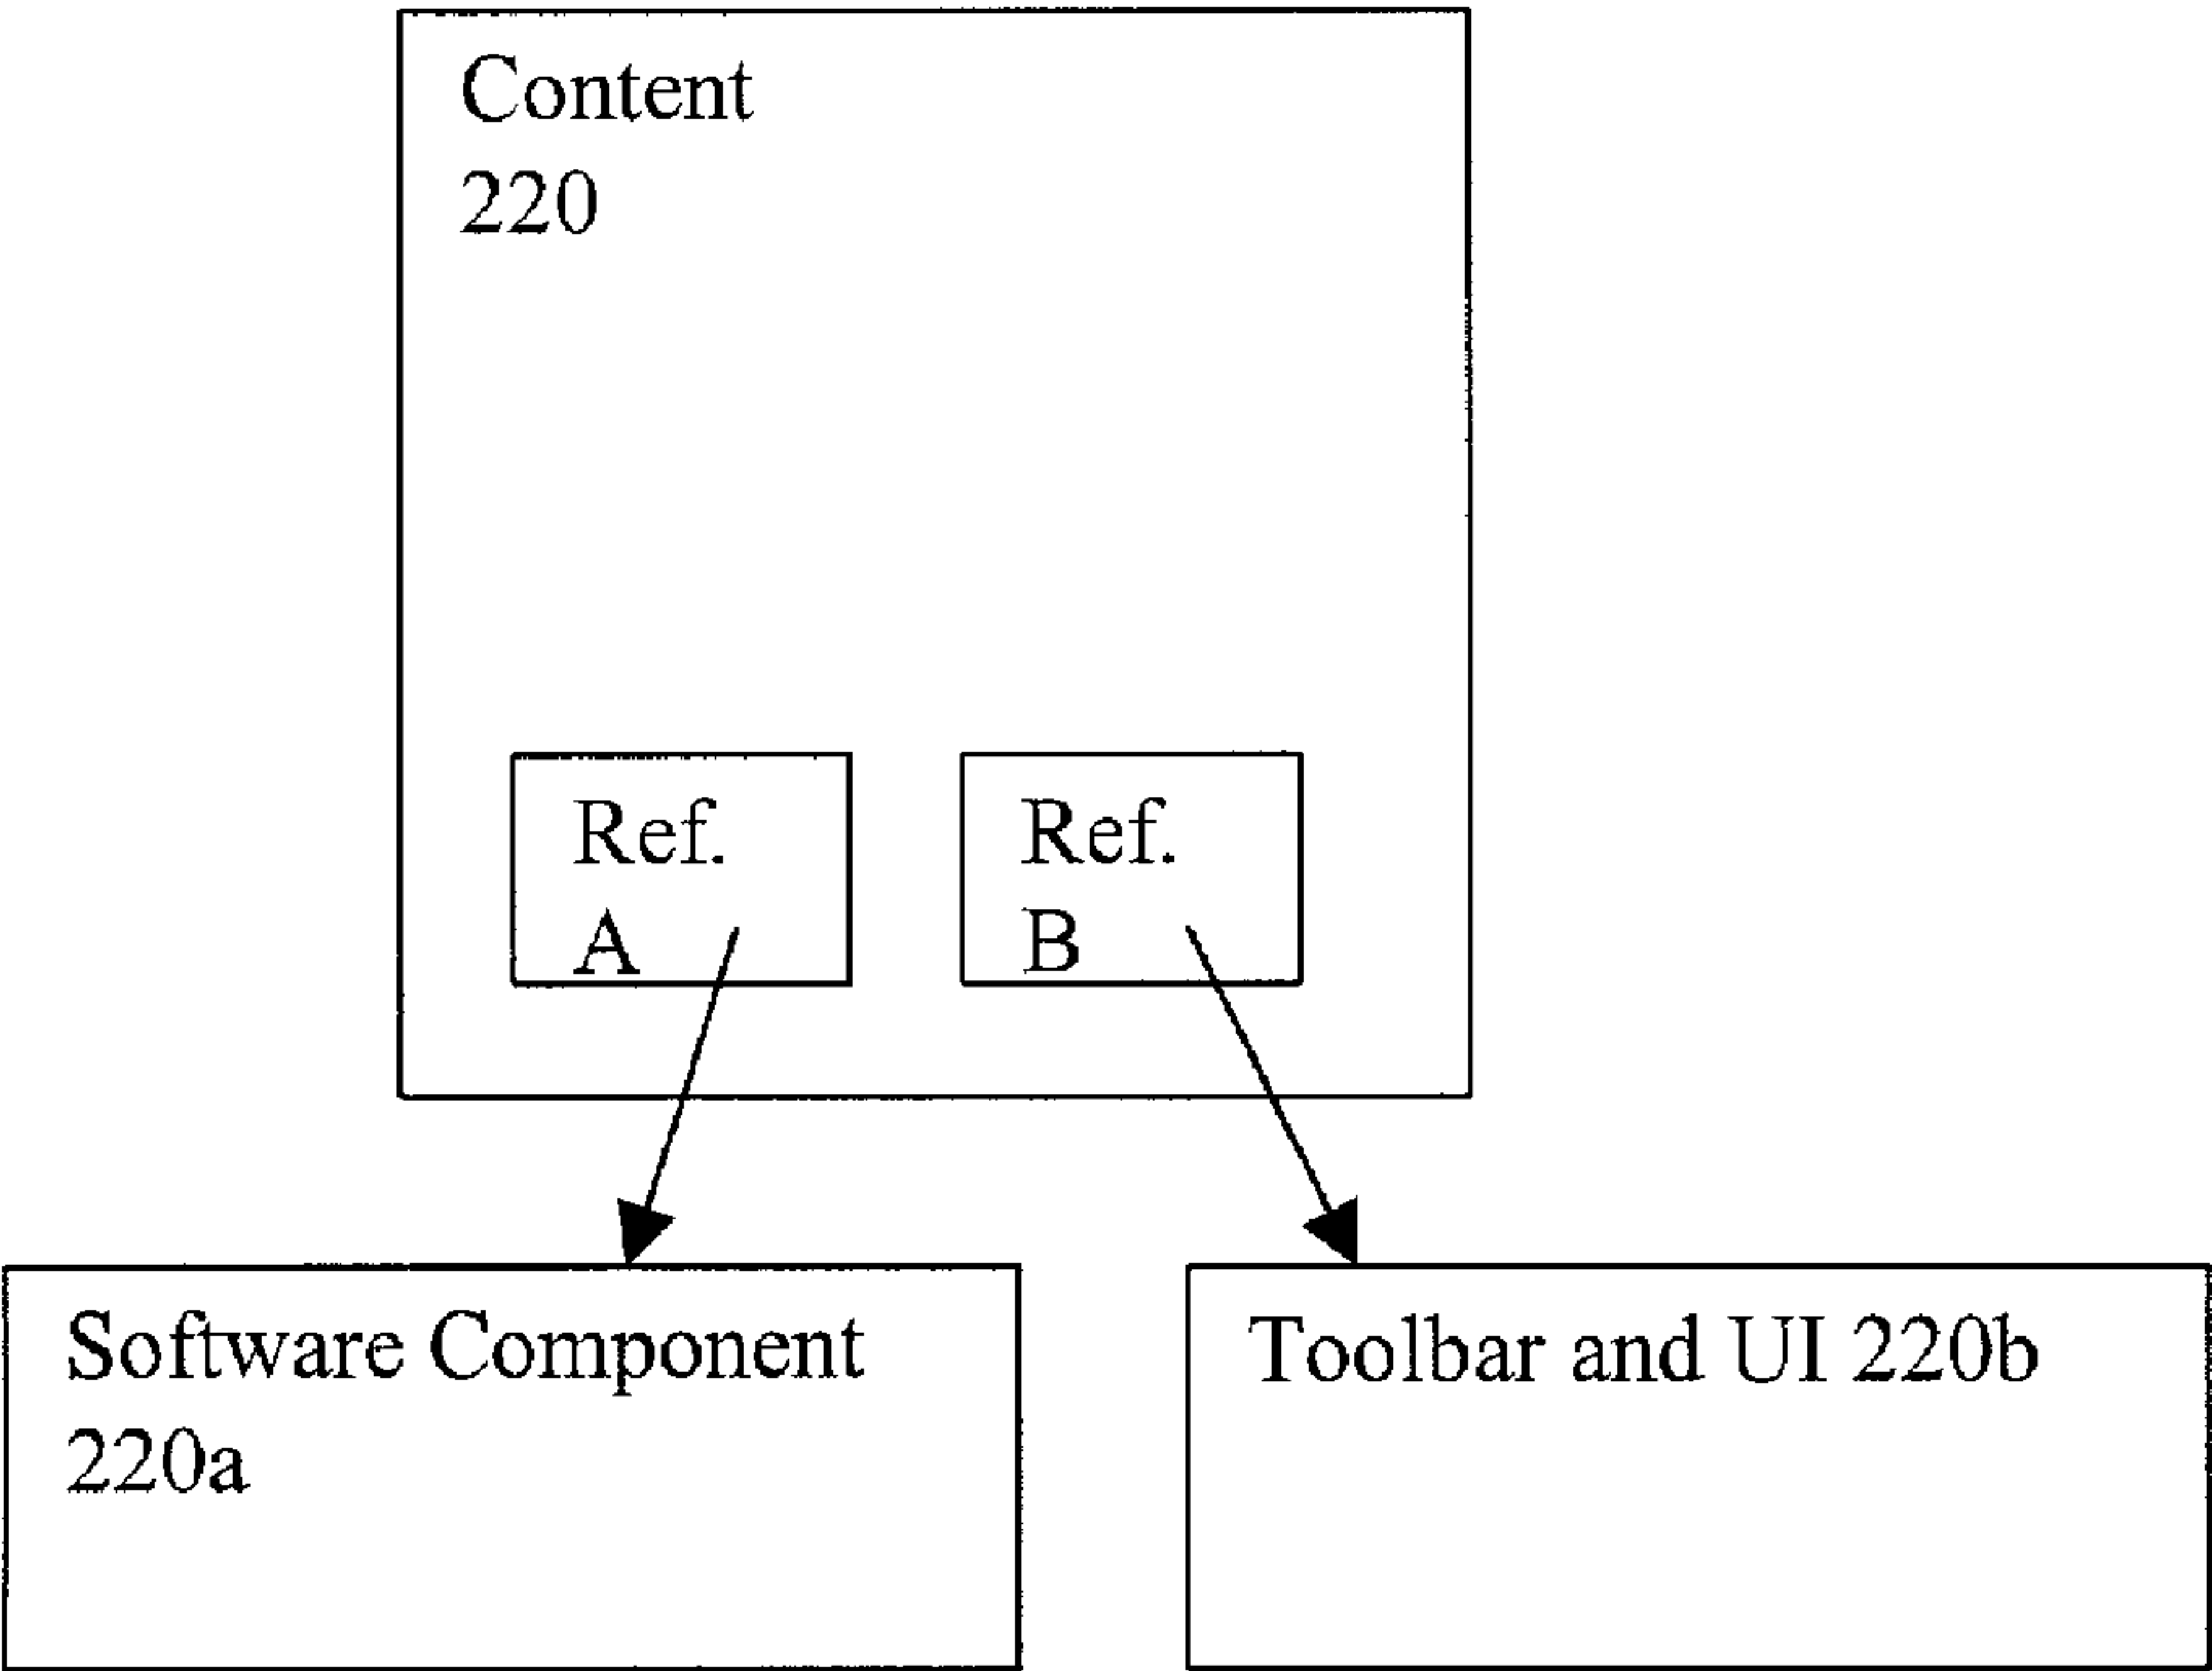 Content
220
Ref.
A
Ref.
B
Software Component
220a
Toolbar and UI 220b